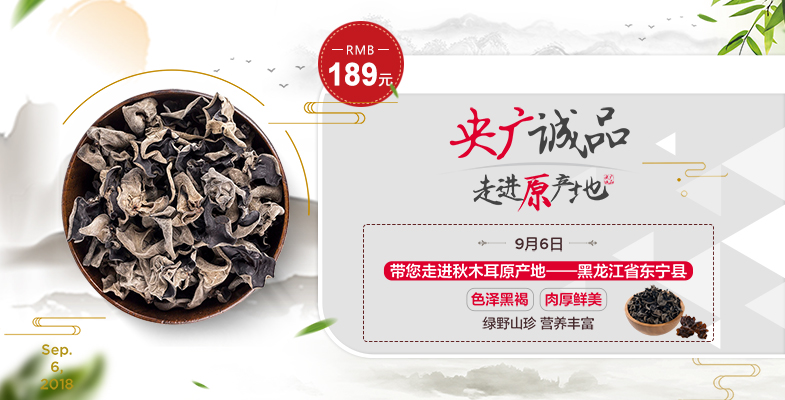 RMB
189元
央广诚品
走进原产地
9月6日
带您走进秋木耳原产地——黑龙江省东宁县
色泽黑褐 肉厚鲜美
绿野山珍 营养丰富
Sep.
6.
2018